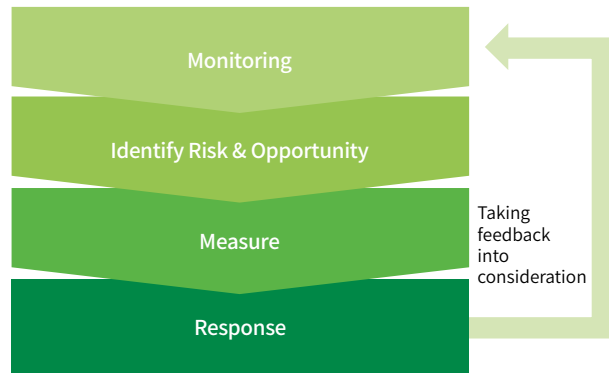 Monitoring
Identify Risk & Opportunity
Measure
Taking
feedback
into
consideration
Response